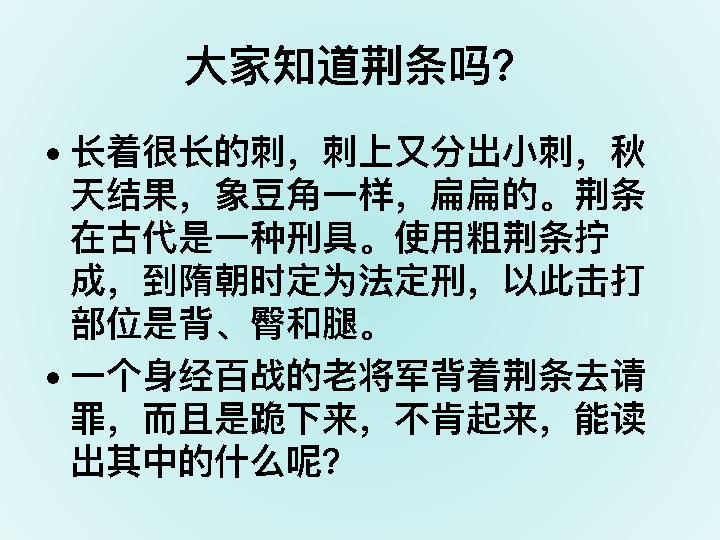 大家知道荆条吗？
• 长着很长的刺，刺上又分出小刺，秋
天结果，象豆角一样，扁扁的。荆条
在古代是一种刑具。使用粗荆条拧
成，到隋朝时定为法定刑，以此击打
部位是背、臀和腿。
• 一个身经百战的老将军背着荆条去请
罪，而且是跪下来，不肯起来，能读
出其中的什么呢？